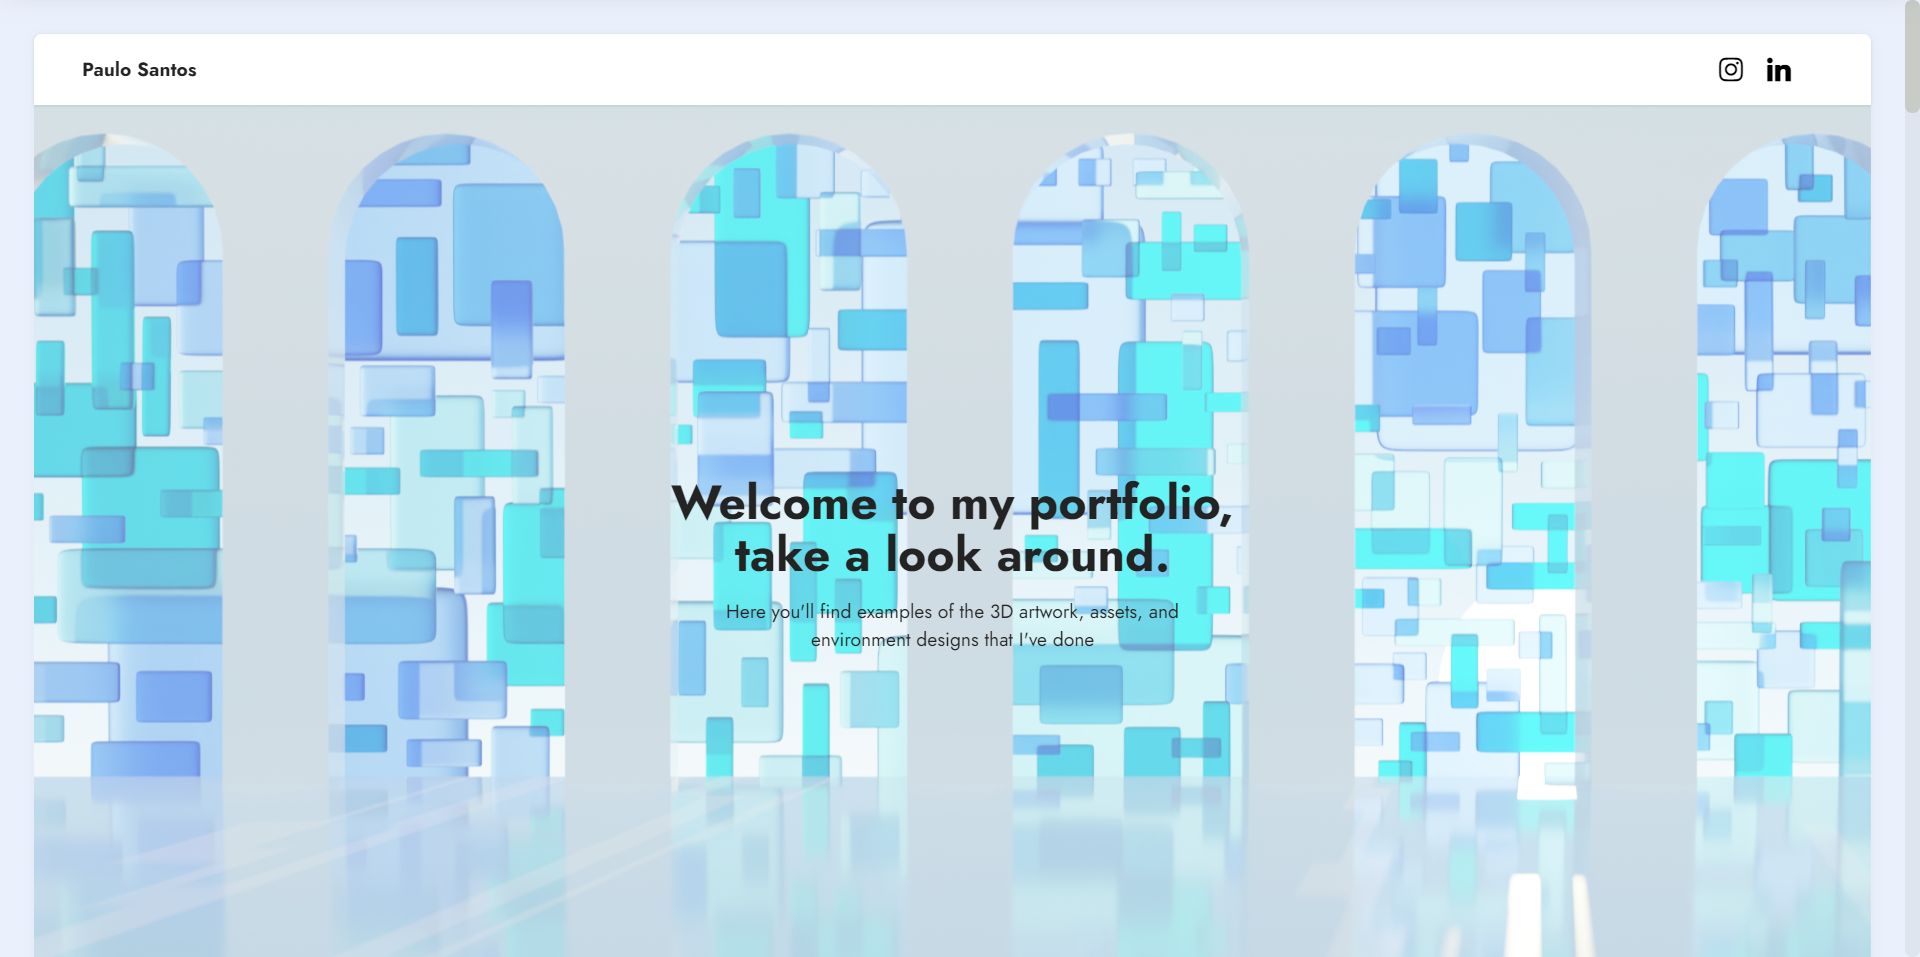 Paulo Santos
Welcome to my portfolio,
take a look around.
Here you'll find examples of the 3D artwork, assets, and
environment designs that I've done